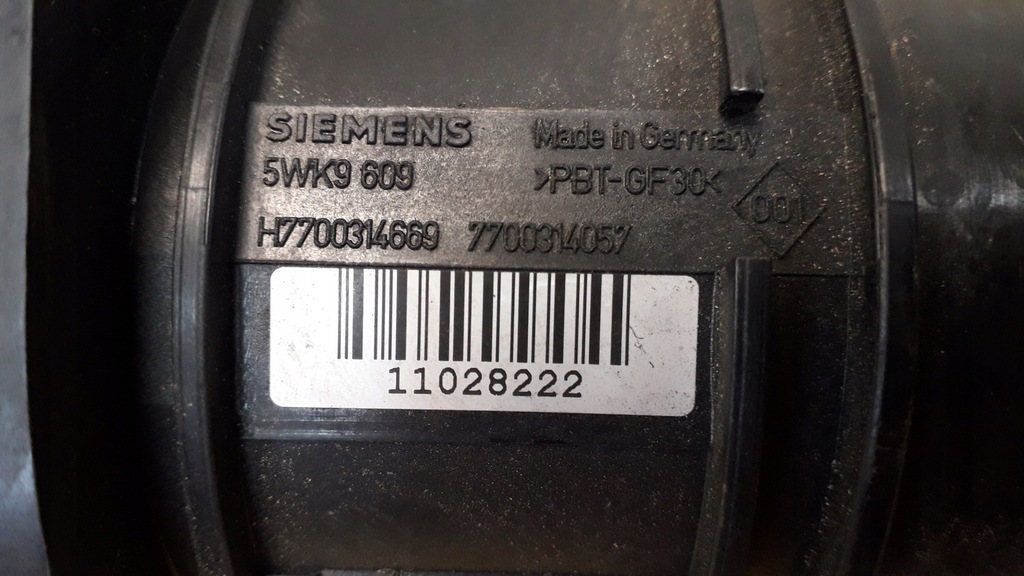 SIEMENS Made in Germany
5WK9 609 >PBT-GF30<
001
H7700314669 7700314057
11028222